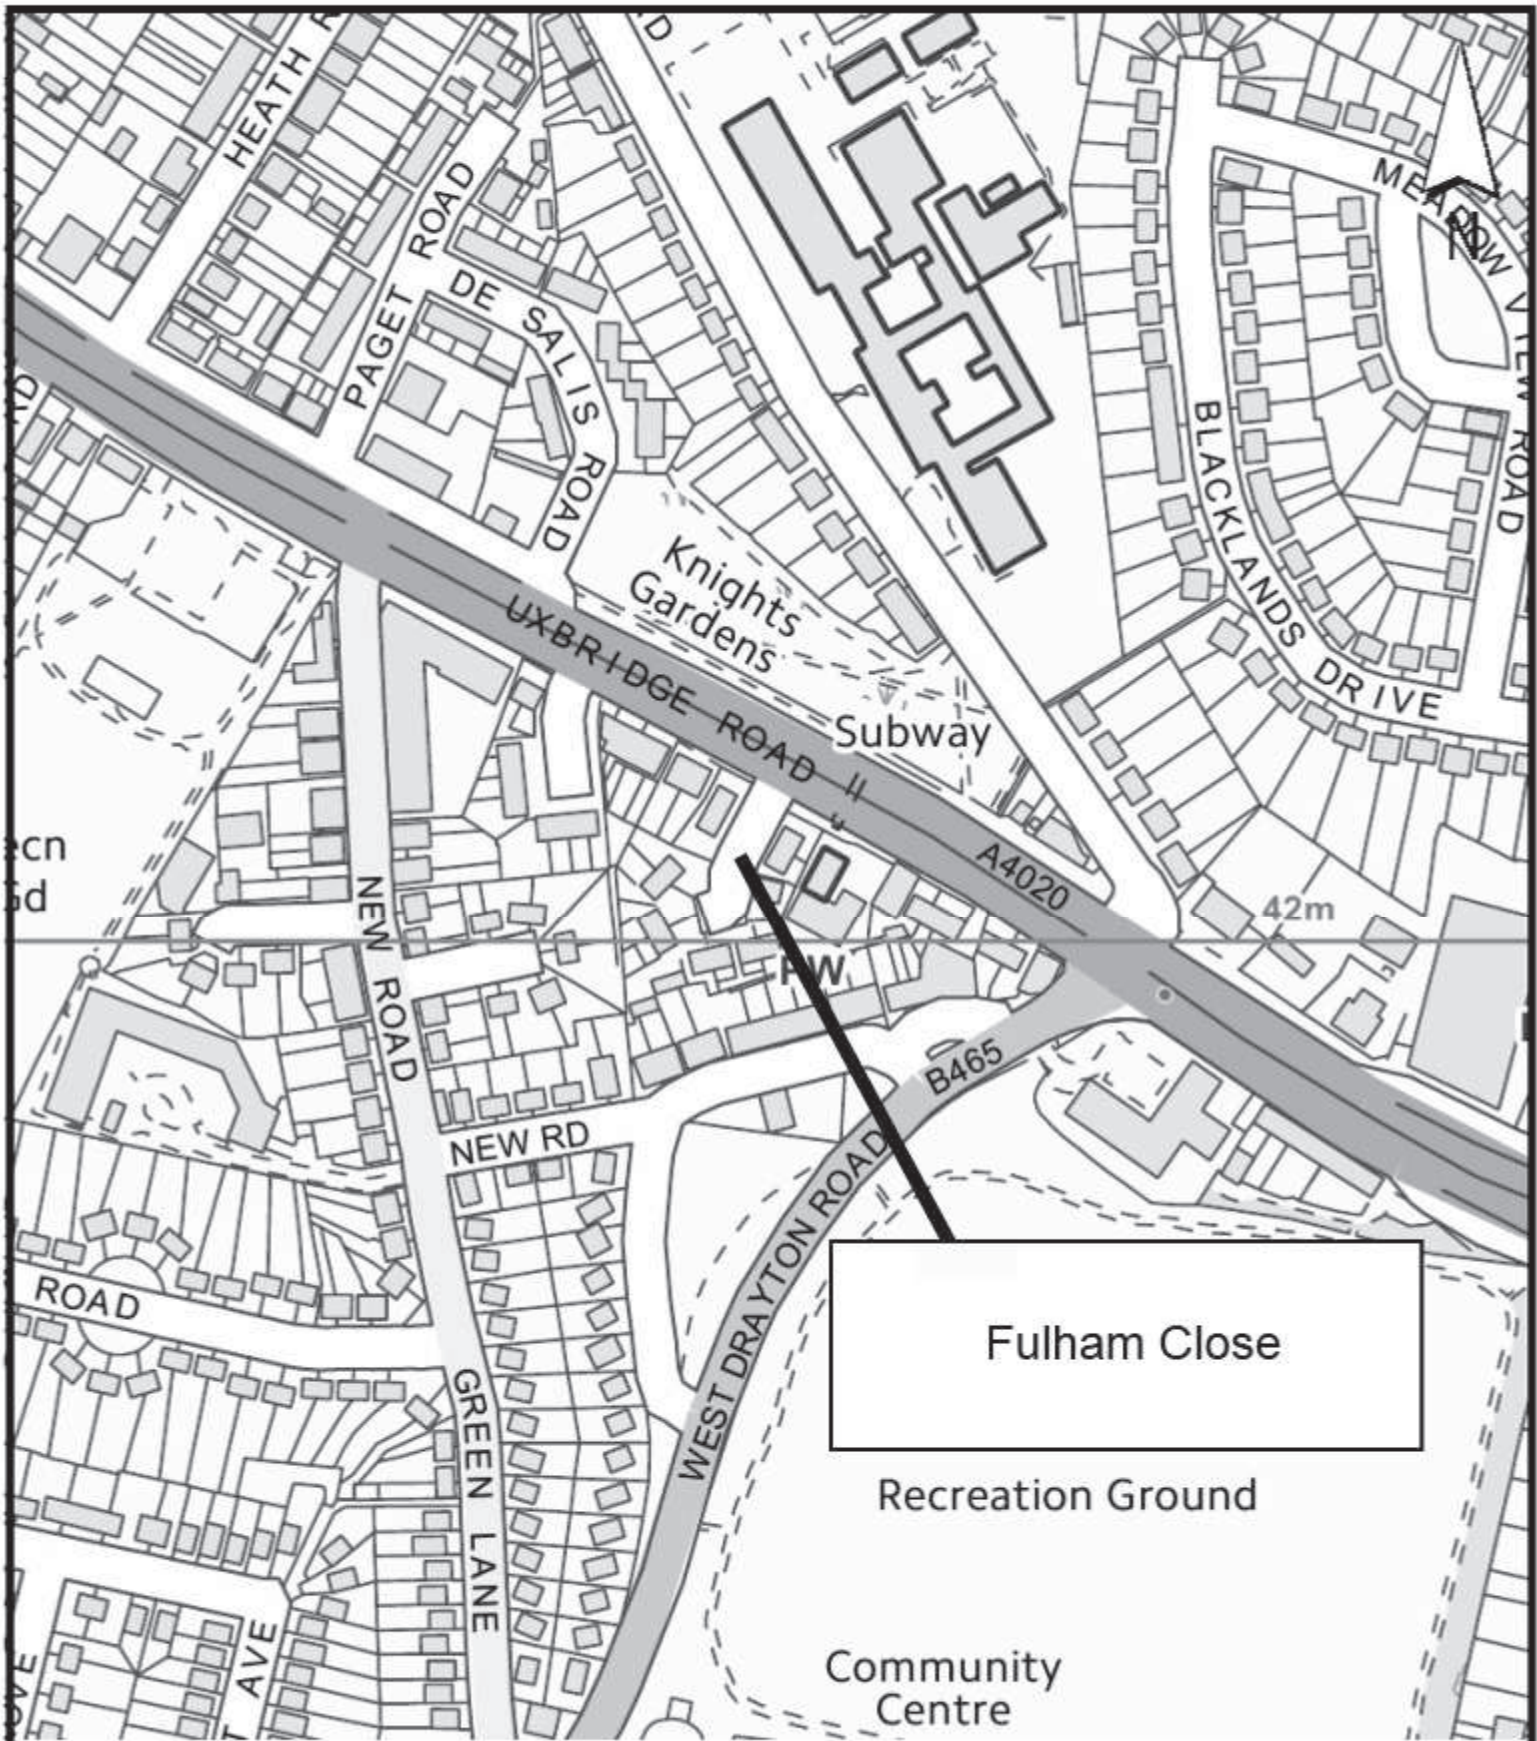 HEATH R
D
PAGET ROAD
DE SALIS ROAD
MEADOW VIEW ROAD
N
BLACKLANDS DRIVE
Knights
Gardens
UXBRIDGE ROAD
Subway
A4020
42m
NEW ROAD
PW
B465
NEW RD
WEST DRAYTON ROAD
ROAD
Fulham Close
GREEN LANE
Recreation Ground
AVE
Community
Centre